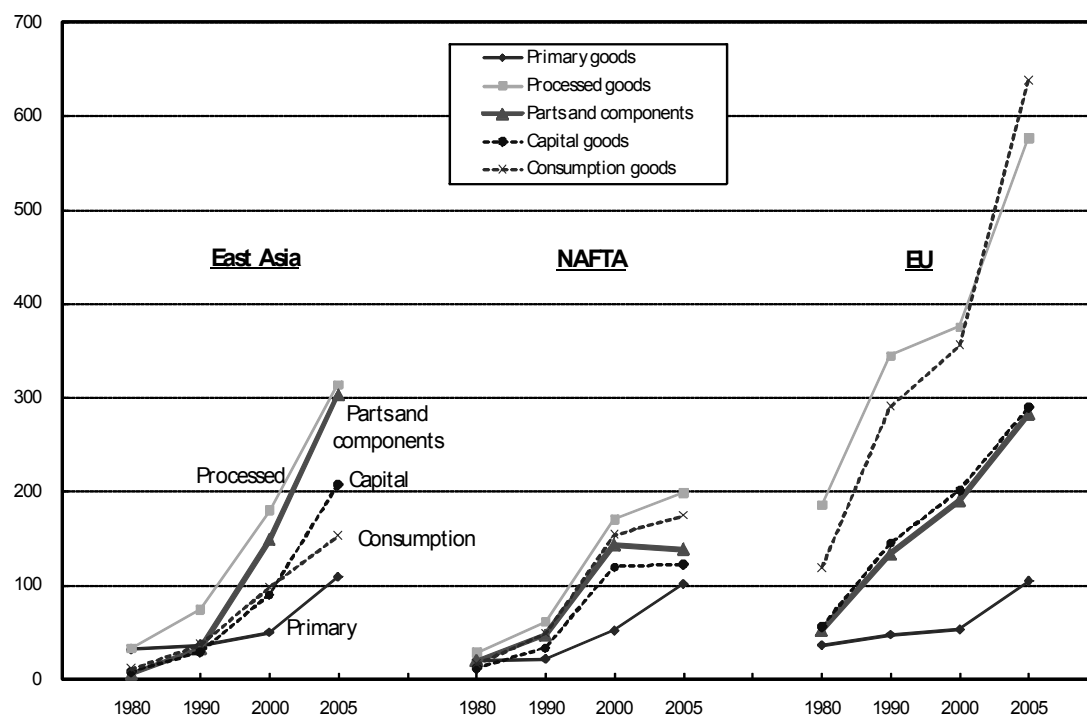 700
600
500
400
300
200
100
0
Primary goods
Processed goods
Parts and components
Capital goods
Consumption goods
East Asia
NAFTA
EU
Parts and
components
Processed
Capital
Consumption
Primary
1980 1990 2000 2005 1980 1990 2000 2005 1980 1990 2000 2005